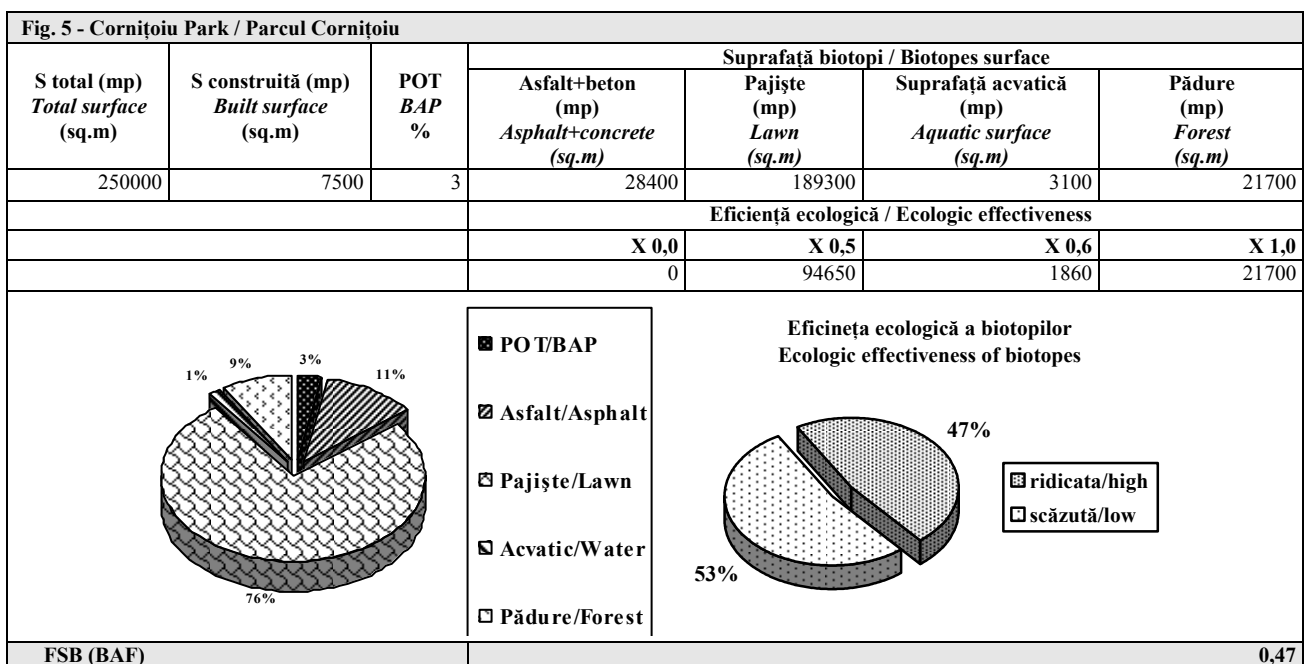 Fig. 5 - Cornițoiu Park / Parcul Cornițoiu
Suprafață biotopi / Biotopes surface
S total (mp)
Total surface
(sq.m)
S construită (mp)
Built surface
(sq.m)
POT
BAP
%
Asfalt+beton
(mp)
Asphalt+concrete
(sq.m)
Pajişte
(mp)
Lawn
(sq.m)
Suprafață acvatică
(mp)
Aquatic surface
(sq.m)
Pădure
(mp)
Forest
(sq.m)
250000 7500 3 28400 189300 3100 21700
Eficiență ecologică / Ecologic effectiveness
X 0,0 X 0,5 X 0,6 X 1,0
0 94650 1860 21700
1% 9% 3% 11%
76%
POT/BAP
Asfalt/Asphalt
Pajişte/Lawn
Acvatic/Water
Pădure/Forest
Eficineța ecologică a biotopilor
Ecologic effectiveness of biotopes
47%
53%
ridicata/high
scăzută/low
FSB (BAF) 0,47